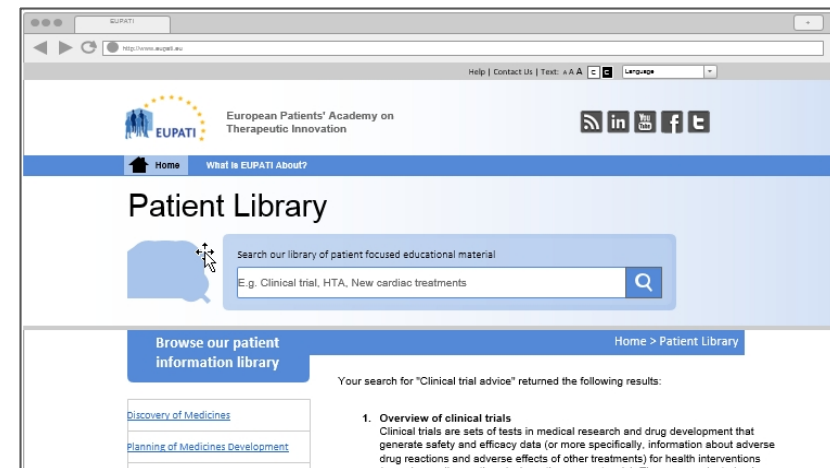 EUPATI
http://www.eupati.eu
Help | Contact Us | Text: A A A C C Language
EUPATI
European Patients' Academy on
Therapeutic Innovation
in You Tube f t
Home What is EUPATI About?
Patient Library
Search our library of patient focused educational material
E.g. Clinical trial, HTA, New cardiac treatments
Browse our patient
information library
Home > Patient Library
Your search for "Clinical trial advice" returned the following results:
Discovery of Medicines
Planning of Medicines Development
1. Overview of clinical trials
Clinical trials are sets of tests in medical research and drug development that
generate safety and efficacy data (or more specifically, information about adverse
drug reactions and adverse effects of other treatments) for health interventions